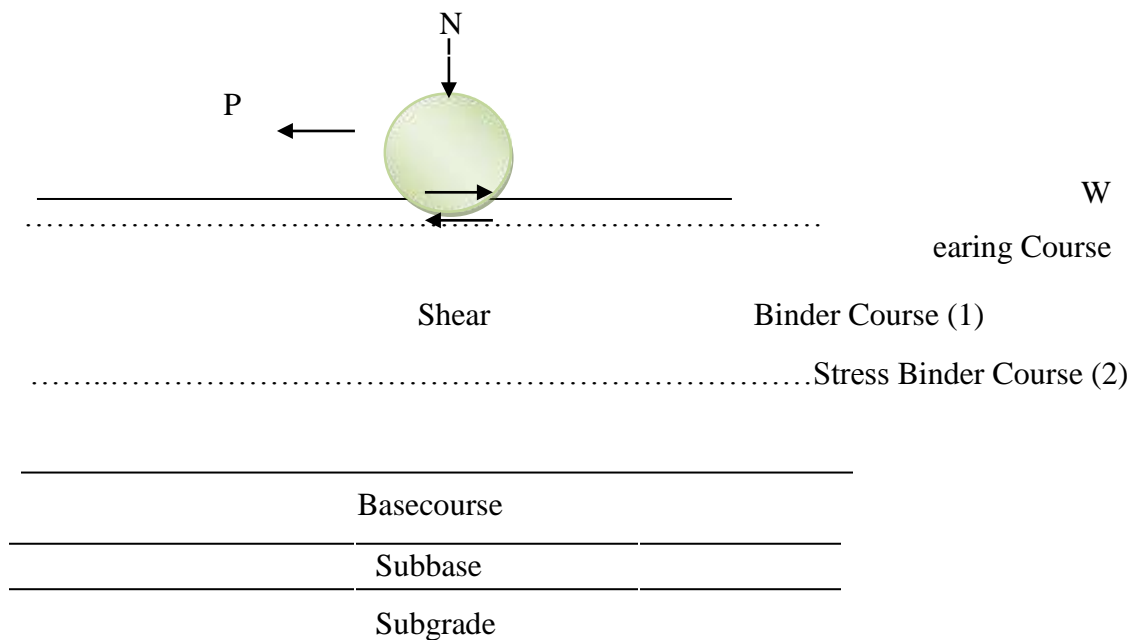 N
P
W
earing Course
Shear Binder Course (1)
Stress Binder Course (2)
Basecourse
Subbase
Subgrade